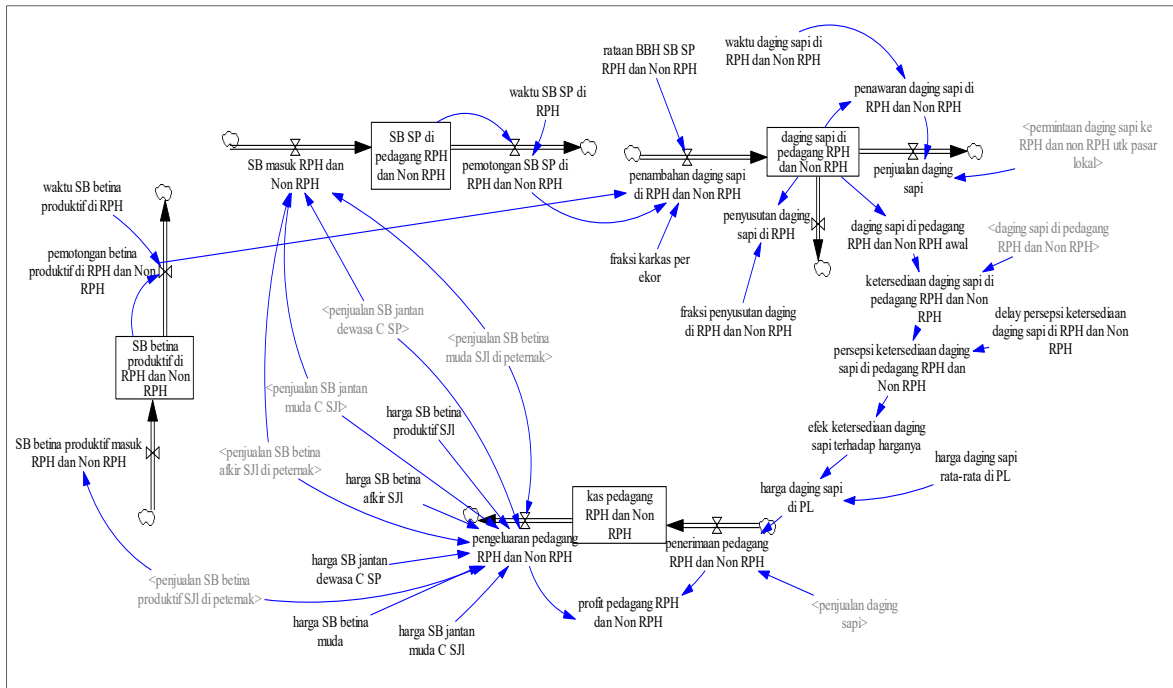 rataan BBH SB SP
RPH dan Non RPH
waktu daging sapi di
RPH dan Non RPH
waktu SB SP di
RPH
penawaran daging sapi di
RPH dan Non RPH
SB SP di
pedagang RPH
dan Non RPH
daging sapi di
pedagang RPH
dan Non RPH
<permintaan daging sapi ke
RPH dan non RPH utk pasar
lokal>
SB masuk RPH dan
Non RPH
pemotongan SB SP di
RPH dan Non RPH
penambahan daging sapi
di RPH dan Non RPH
penjualan daging
sapi
waktu SB betina
produktif di RPH
penyusutan daging
sapi di RPH
daging sapi di pedagang
RPH dan Non RPH awal
<daging sapi di pedagang
RPH dan Non RPH>
pemotongan betina
produktif di RPH dan Non
RPH
fraksi karkas per
ekor
ketersediaan daging sapi di
pedagang RPH dan Non
RPH
fraksi penyusutan daging
di RPH dan Non RPH
delay persepsi ketersediaan
daging sapi di RPH dan Non
RPH
<penjualan SB jantan
dewasa C SP>
<penjualan SB betina
muda SJl di peternak>
SB betina
produktif di
RPH dan Non
RPH
persepsi ketersediaan daging
sapi di pedagang RPH dan
Non RPH
<penjualan SB jantan
muda C SJl>
harga SB betina
produktif SJl
efek ketersediaan daging
sapi terhadap harganya
SB betina produktif masuk
RPH dan Non RPH
<penjualan SB betina
afkir SJl di peternak>
harga SB betina
afkir SJl
harga daging sapi
rata-rata di PL
harga daging sapi
di PL
kas pedagang
RPH dan Non
RPH
pengeluaran pedagang
RPH dan Non RPH
penerimaan pedagang
RPH dan Non RPH
harga SB jantan
dewasa C SP
<penjualan SB betina
produktif SJl di peternak>
harga SB betina
muda
harga SB jantan
muda C SJl
profit pedagang RPH
dan Non RPH
<penjualan daging
sapi>